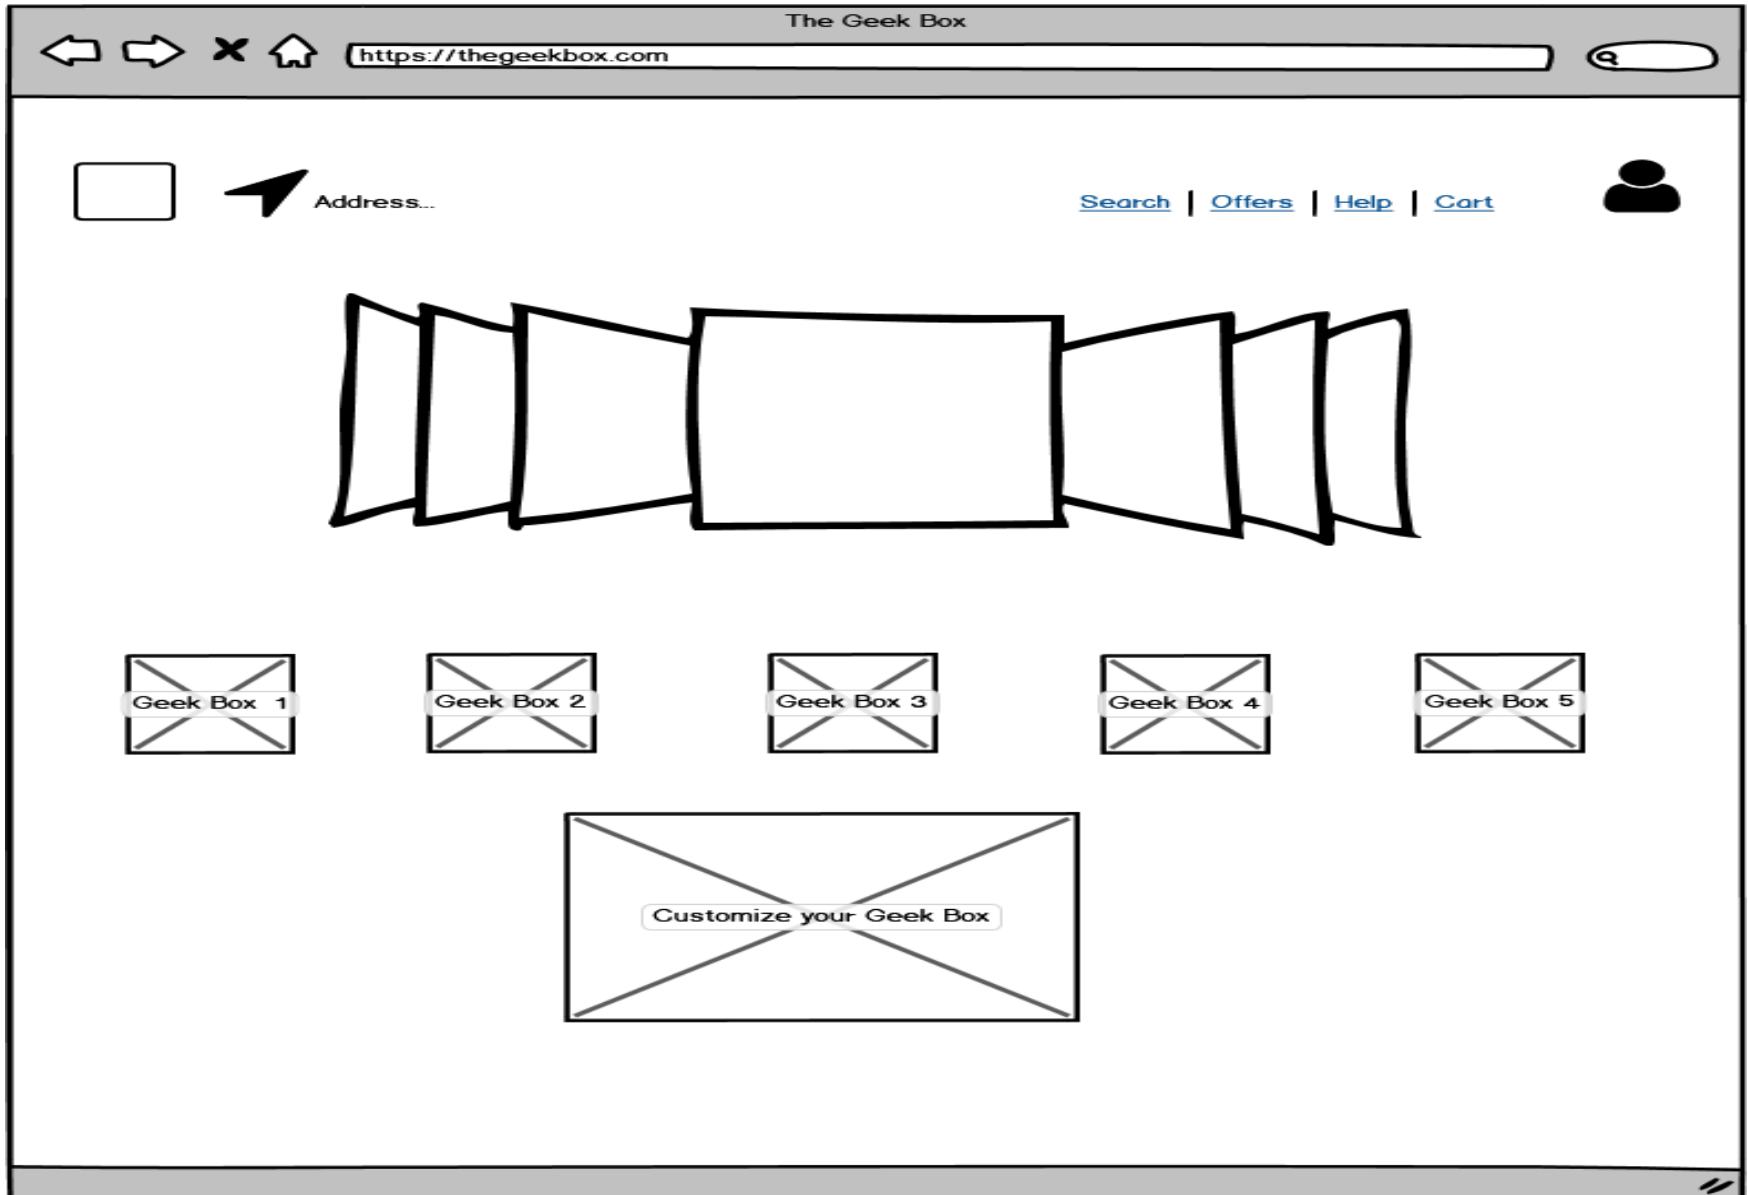 The Geek Box
https://thegeekbox.com
Address...
Search | Offers | Help | Cart
Geek Box 1
Geek Box 2
Geek Box 3
Geek Box 4
Geek Box 5
Customize your Geek Box